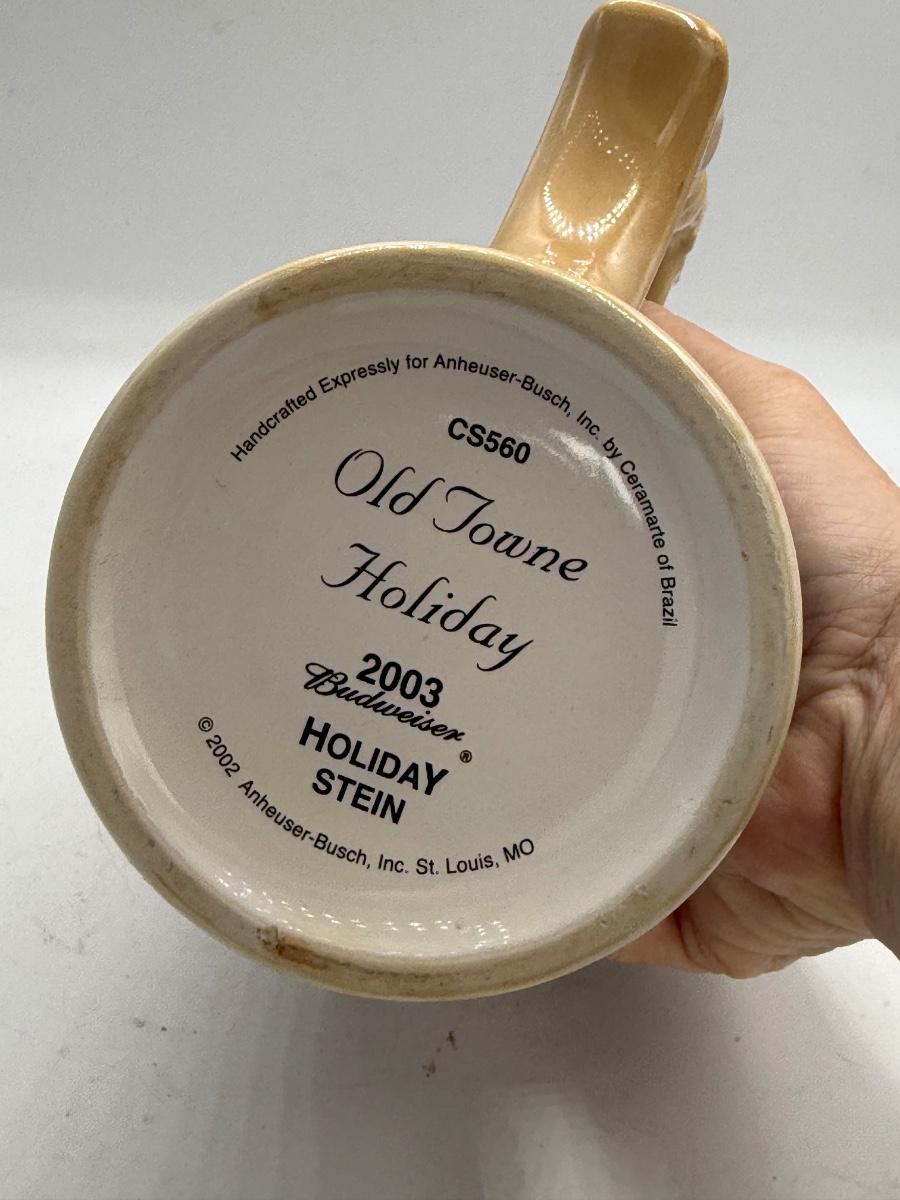 Handcrafted Expressly for Anheuser-Busch, Inc. by Ceramarte of Brazil
CS560
Old Towne
Holiday
2003
Budweiser®
HOLIDAY
STEIN
© 2002 Anheuser-Busch, Inc. St. Louis, MO